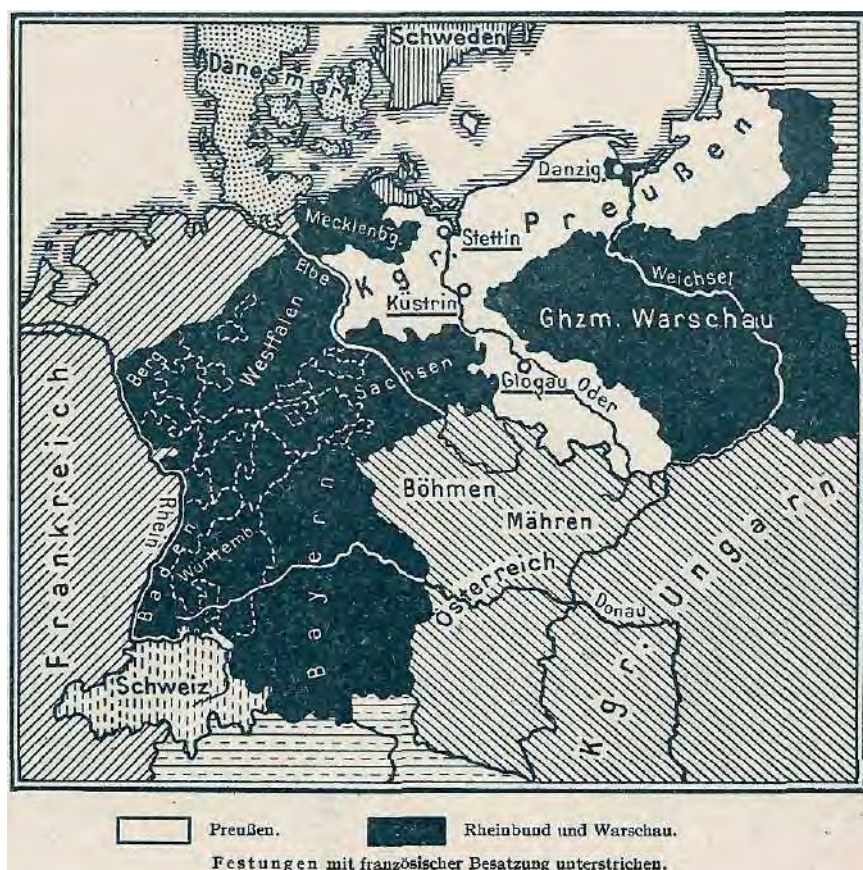 Schweden
Dänemark
Danzig
Preußen
Mecklenbg.
Stettin
Kgr.
Elbe
Weichsel
Küstrin
Ghzm. Warschau
Westfalen
Berg
Sachsen
Glogau
Oder
Frankreich
Rhein
Böhmen
Mähren
Ungarn
Württemb.
Baden
Bayern
Österreich
Donau
Kgr.
Schweiz
Preußen.
Rheinbund und Warschau.
Festungen mit französischer Besatzung unterstrichen.